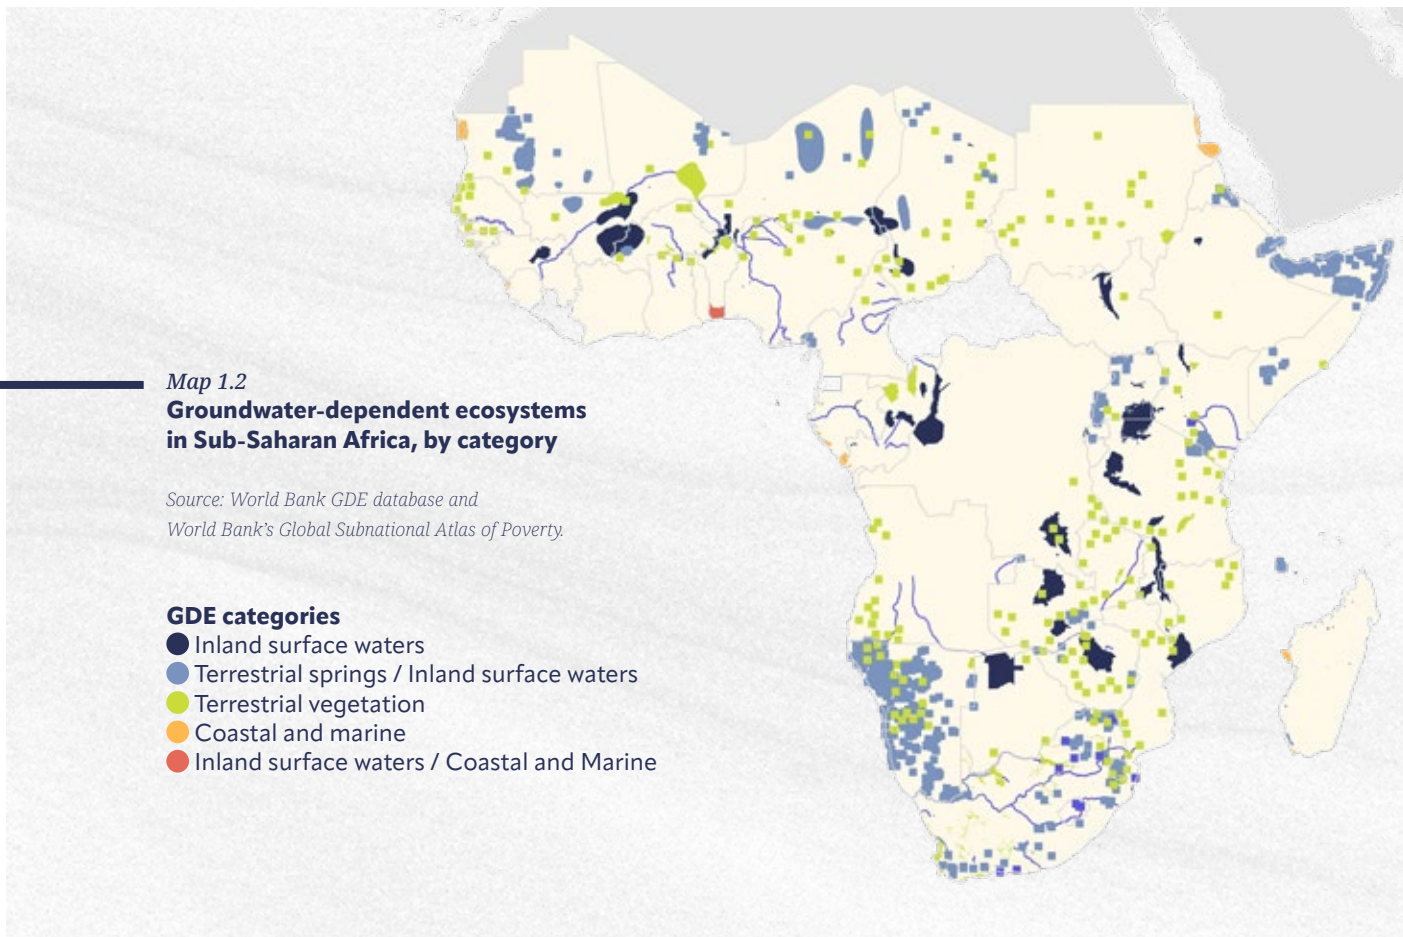 Map 1.2
Groundwater-dependent ecosystems
in Sub-Saharan Africa, by category
Source: World Bank GDE database and
World Bank’s Global Subnational Atlas of Poverty.
GDE categories
Inland surface waters
Terrestrial springs / Inland surface waters
Terrestrial vegetation
Coastal and marine
Inland surface waters / Coastal and Marine